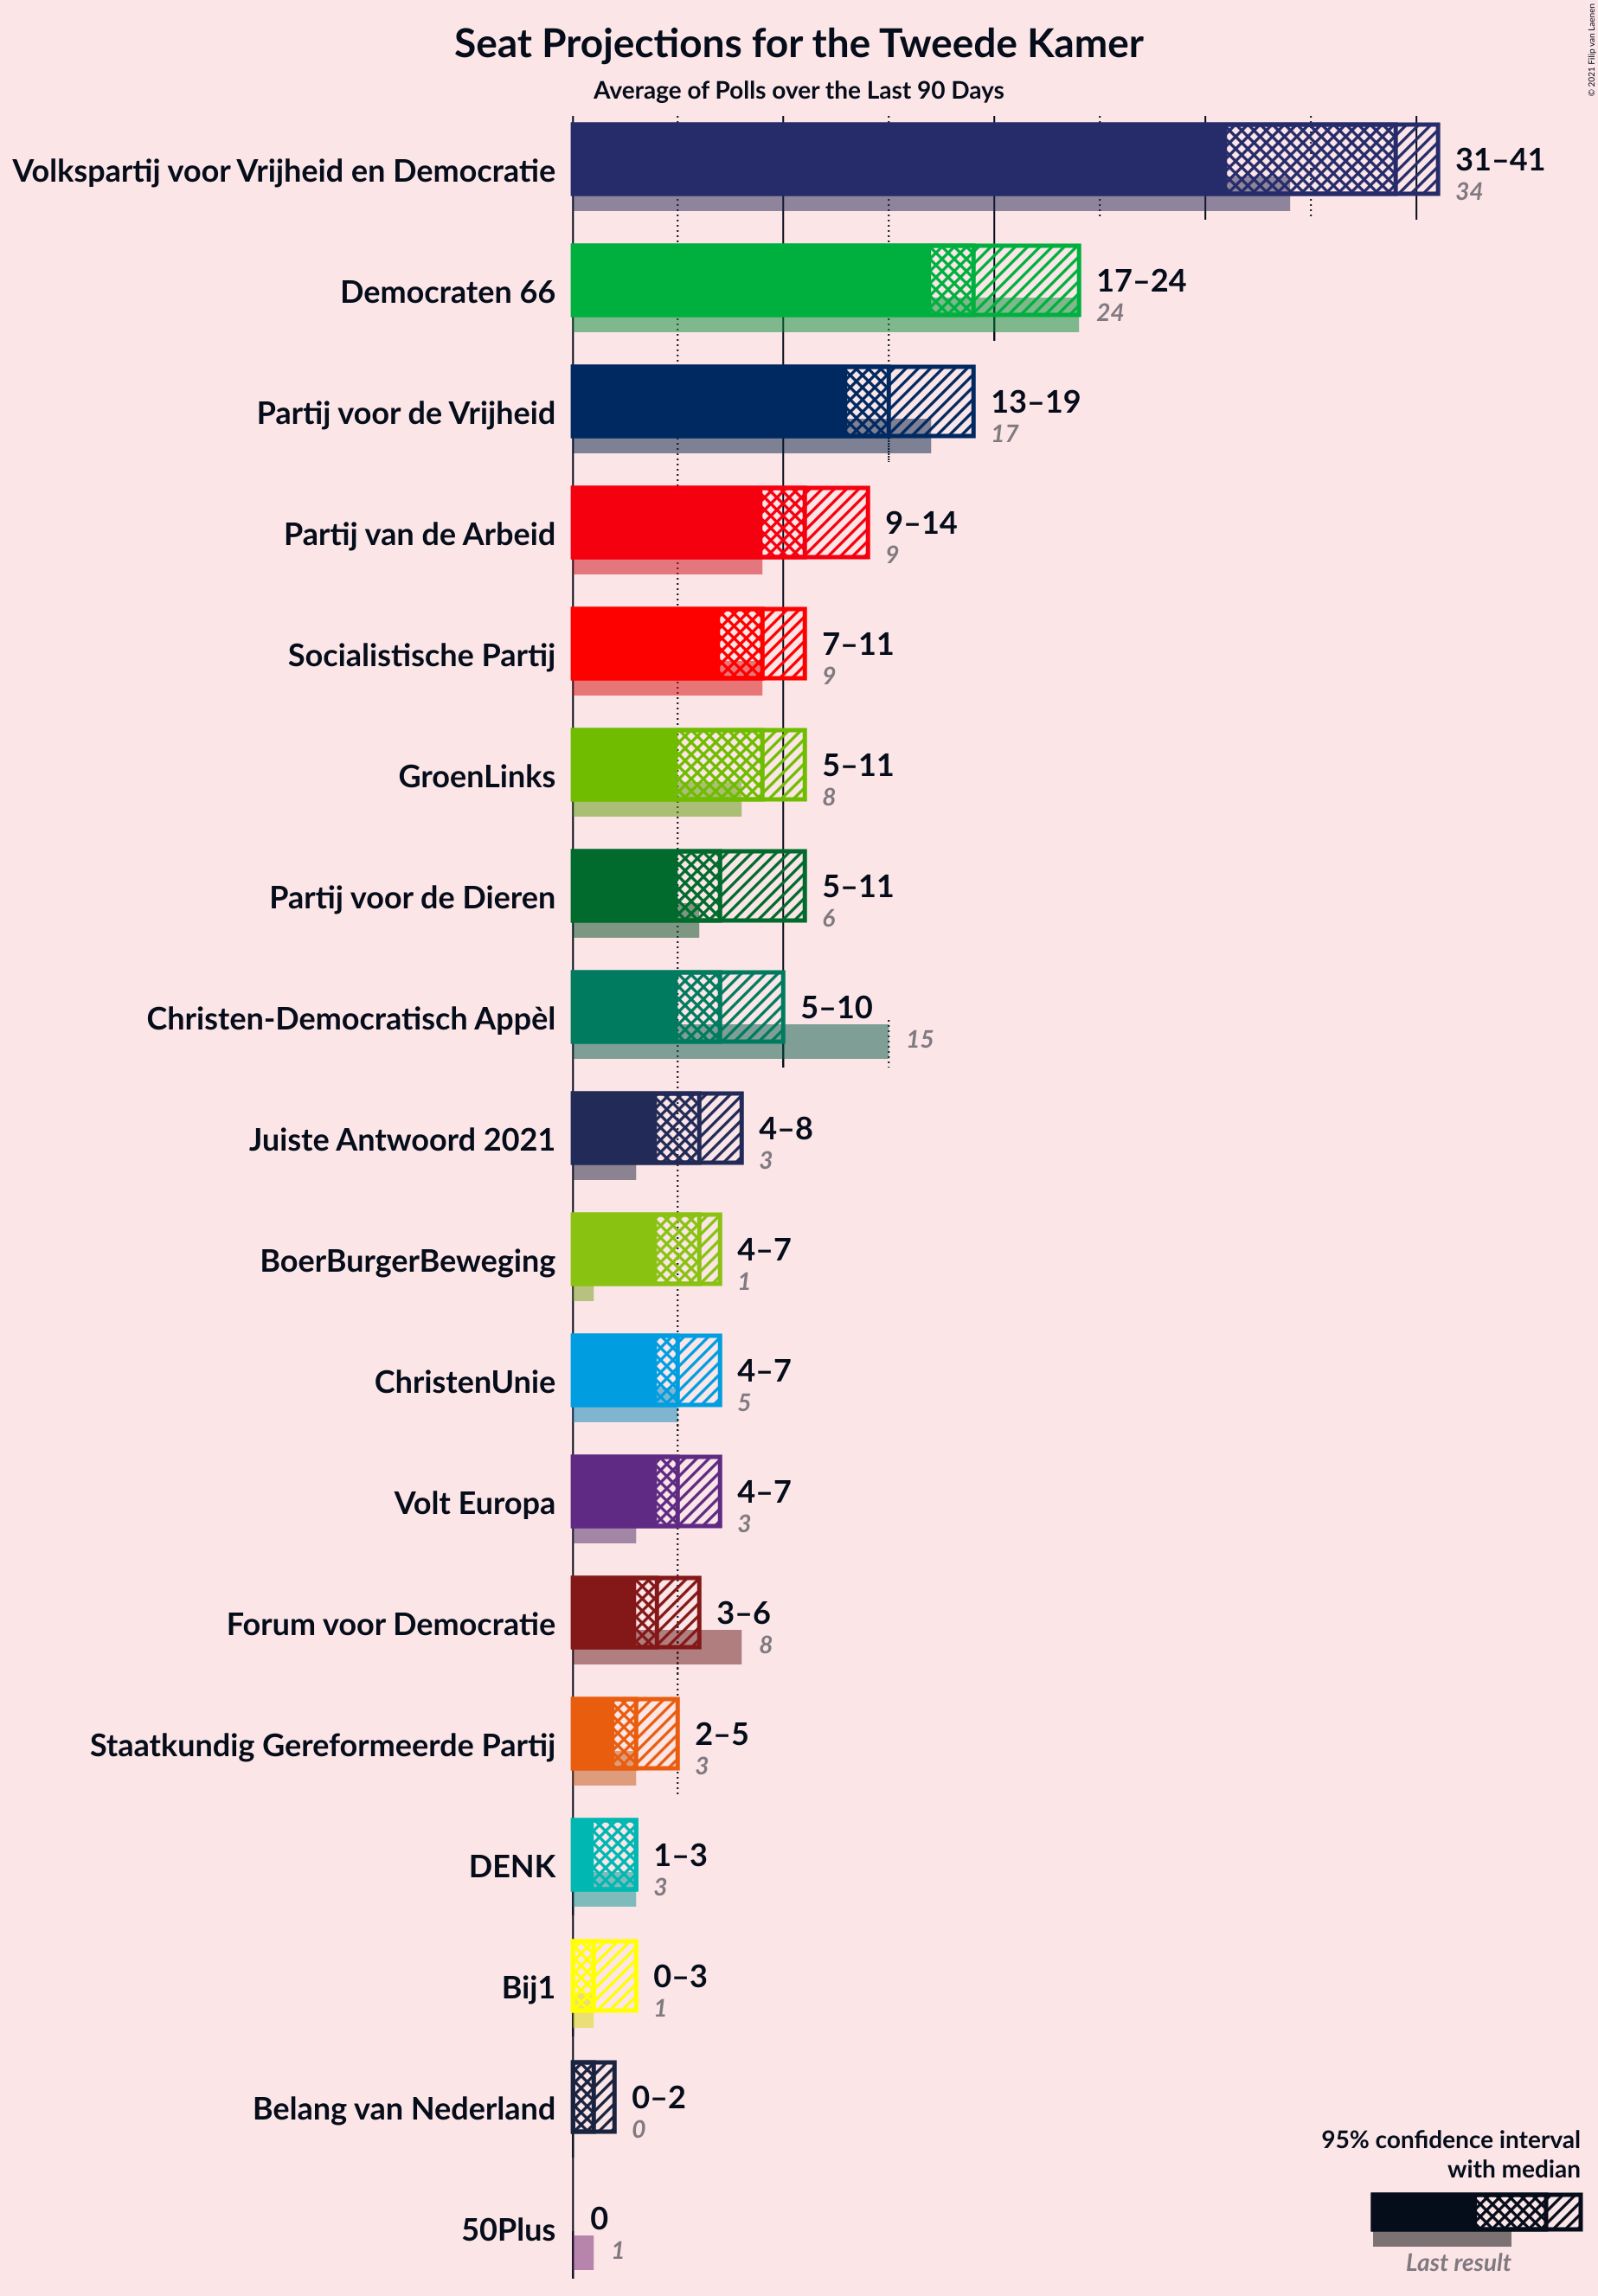 © 2021 Filip van Laenen
Seat Projections for the Tweede Kamer
Average of Polls over the Last 90 Days
Volkspartij voor Vrijheid en Democratie
31–41
34
Democraten 66
17–24
24
Partij voor de Vrijheid
13–19
17
Partij van de Arbeid
9–14
9
Socialistische Partij
7–11
9
GroenLinks
5–11
8
Partij voor de Dieren
5–11
6
Christen-Democratisch Appèl
5–10
15
Juiste Antwoord 2021
4–8
3
BoerBurgerBeweging
4–7
1
ChristenUnie
4–7
5
Volt Europa
4–7
3
Forum voor Democratie
3–6
8
Staatkundig Gereformeerde Partij
2–5
3
DENK
1–3
3
Bij1
0–3
1
Belang van Nederland
0–2
0
50Plus
0
1
95% confidence interval
with median
Last result